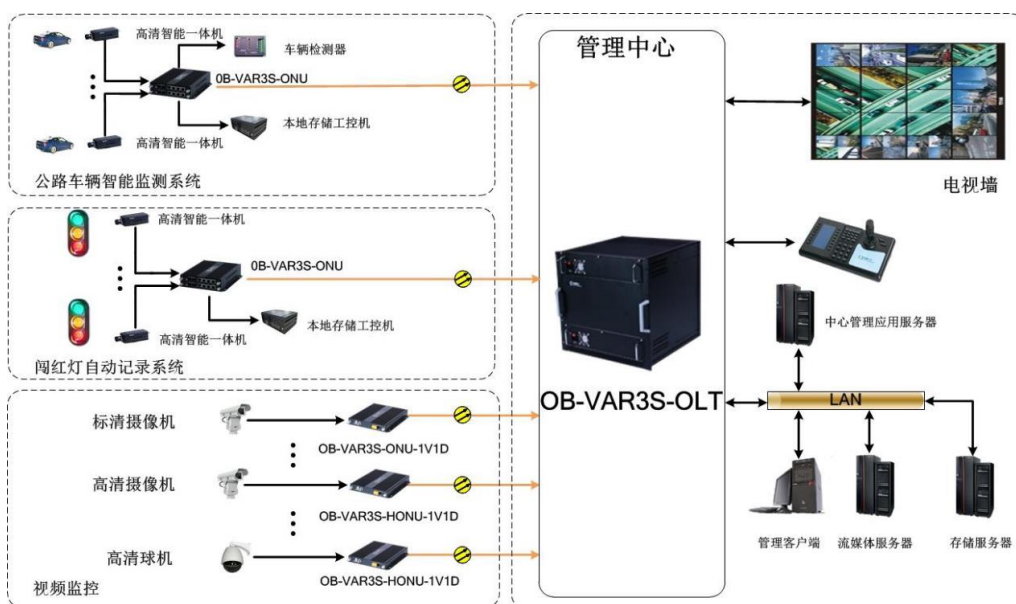 高清智能一体机
车辆检测器
0B-VAR3S-ONU
本地存储工控机
高清智能一体机
公路车辆智能监测系统
高清智能一体机
0B-VAR3S-ONU
本地存储工控机
高清智能一体机
闯红灯自动记录系统
标清摄像机
OB-VAR3S-ONU-1V1D
高清摄像机
OB-VAR3S-HONU-1V1D
高清球机
OB-VAR3S-HONU-1V1D
视频监控
管理中心
OB-VAR3S-OLT
电视墙
中心管理应用服务器
LAN
管理客户端
流媒体服务器
存储服务器